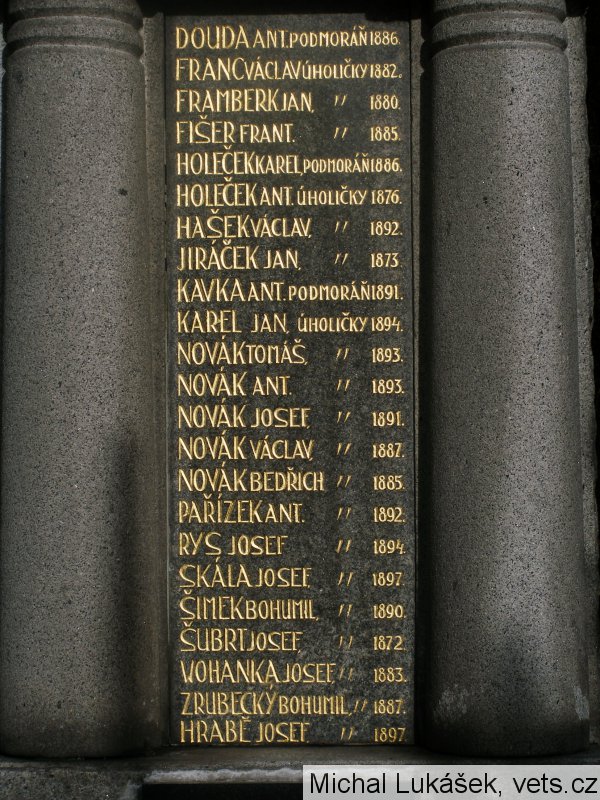 DOUDA ANT. PODMORÁŇ 1886.
FRANC VÁCLAV ÚHOLIČKY 1882.
FRAMBERK JAN,〃 1880.
FIŠER FRANT. 〃 1885.
HOLEČEK KAREL, PODMORÁŇ 1886.
HOLEČEK ANT. ÚHOLIČKY 1876.
HAŠEK VÁCLAV, 〃 1892.
JIRÁČEK JAN, 〃 1873.
KAVKA ANT. PODMORÁŇ 1891.
KAREL JAN, ÚHOLIČKY 1894.
NOVÁK TOMÁŠ, 〃 1893.
NOVÁK ANT. 〃 1893.
NOVÁK JOSEF 〃 1891.
NOVÁK VÁCLAV, 〃 1887.
NOVÁK BEDŘICH 〃 1885.
PAŘÍZEK ANT. 〃 1892.
RYS JOSEF 〃 1894.
SKÁLA JOSEF, 〃 1897.
ŠIMEK BOHUMIL, 〃 1890.
ŠUBRT JOSEF, 〃 1872.
WOHANKA JOSEF, 〃 1883.
ZRUBECKÝ BOHUMIL, 〃 1887.
HRABĚ JOSEF, 〃 1897.
Michal Lukášek, vets.cz